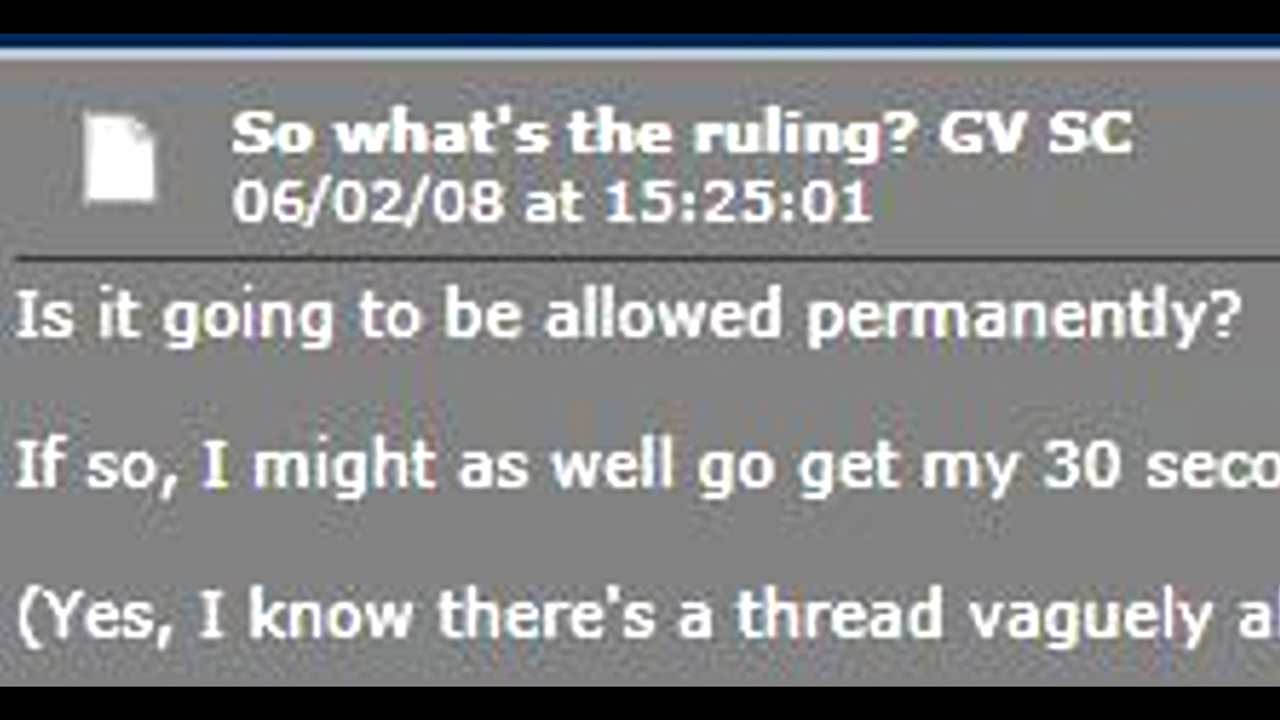 So what's the ruling? GV SC
06/02/08 at 15:25:01
Is it going to be allowed permanently?
If so, I might as well go get my 30 seco
(Yes, I know there's a thread vaguely a